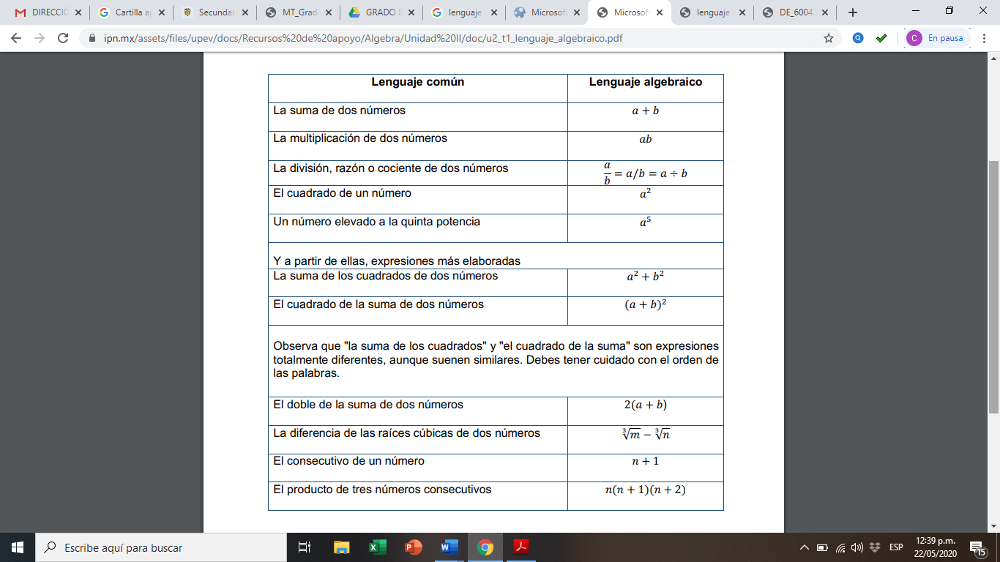 DIRECCIÓ
Cartilla ap
Secundar
MT_Grad
GRADO 8
lenguaje
Microsoft
Microsoft
lenguaje
DE_6004
ipn.mx/assets/files/upev/docs/Recursos%20de%20apoyo/Algebra/Unidad%20II/doc/u2_t1_lenguaje_algebraico.pdf
C En pausa
Lenguaje común Lenguaje algebraico
La suma de dos números a + b
La multiplicación de dos números ab
La división, razón o cociente de dos números a/b = a/b = a ÷ b
El cuadrado de un número a²
Un número elevado a la quinta potencia a⁵
Y a partir de ellas, expresiones más elaboradas
La suma de los cuadrados de dos números a² + b²
El cuadrado de la suma de dos números (a + b)²
Observa que "la suma de los cuadrados" y "el cuadrado de la suma" son expresiones
totalmente diferentes, aunque suenen similares. Debes tener cuidado con el orden de
las palabras.
El doble de la suma de dos números 2(a + b)
La diferencia de las raíces cúbicas de dos números ∛m − ∛n
El consecutivo de un número n + 1
El producto de tres números consecutivos n(n + 1)(n + 2)
Escribe aquí para buscar
ESP
12:39 p.m.
22/05/2020
15